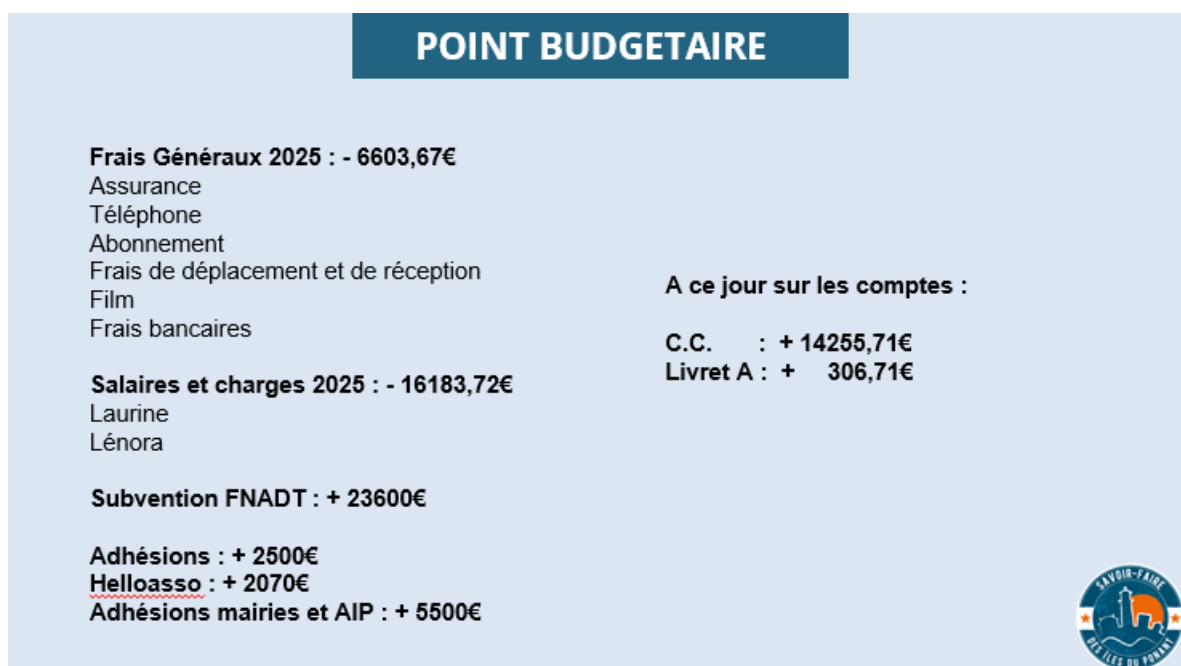 POINT BUDGETAIRE
Frais Généraux 2025 : - 6603,67€
Assurance
Téléphone
Abonnement
Frais de déplacement et de réception
Film
Frais bancaires
Salaires et charges 2025 : - 16183,72€
Laurine
Lénora
Subvention FNADT : + 23600€
Adhésions : + 2500€
Helloasso : + 2070€
Adhésions mairies et AIP : + 5500€
A ce jour sur les comptes :
C.C. : + 14255,71€
Livret A : + 306,71€
SAVOIR-FAIRE
DES ILES DU PONANT